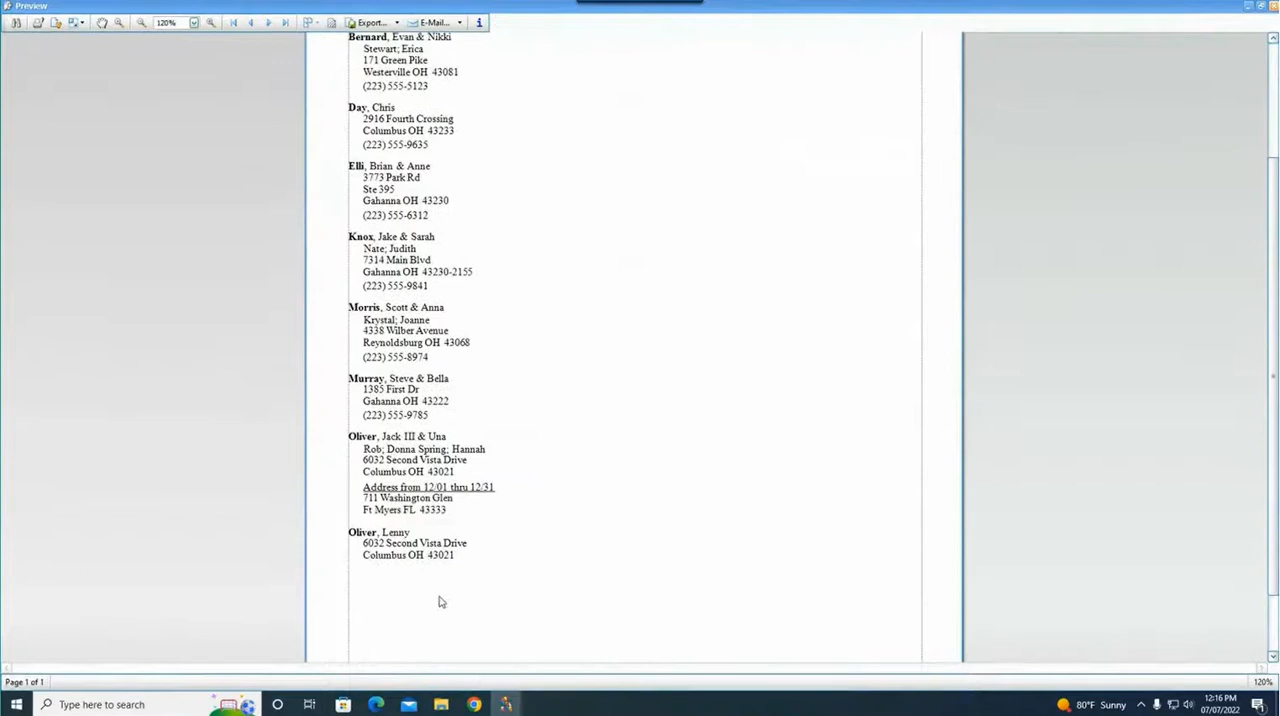 Preview
120%
Export...
E-Mail...
Bernard, Evan & Nikki
Stewart; Erica
171 Green Pike
Westerville OH 43081
(223) 555-5123
Day, Chris
2916 Fourth Crossing
Columbus OH 43233
(223) 555-9635
Elli, Brian & Anne
3773 Park Rd
Ste 395
Gahanna OH 43230
(223) 555-6312
Knox, Jake & Sarah
Nate; Judith
7314 Main Blvd
Gahanna OH 43230-2155
(223) 555-9841
Morris, Scott & Anna
Krystal; Joanne
4338 Wilber Avenue
Reynoldsburg OH 43068
(223) 555-8974
Murray, Steve & Bella
1385 First Dr
Gahanna OH 43222
(223) 555-9785
Oliver, Jack III & Una
Rob; Donna Spring; Hannah
6032 Second Vista Drive
Columbus OH 43021
Address from 12/01 thru 12/31
711 Washington Glen
Ft Myers FL 43333
Oliver, Lenny
6032 Second Vista Drive
Columbus OH 43021
Page 1 of 1
120%
Type here to search
80°F Sunny
12:16 PM
07/07/2022